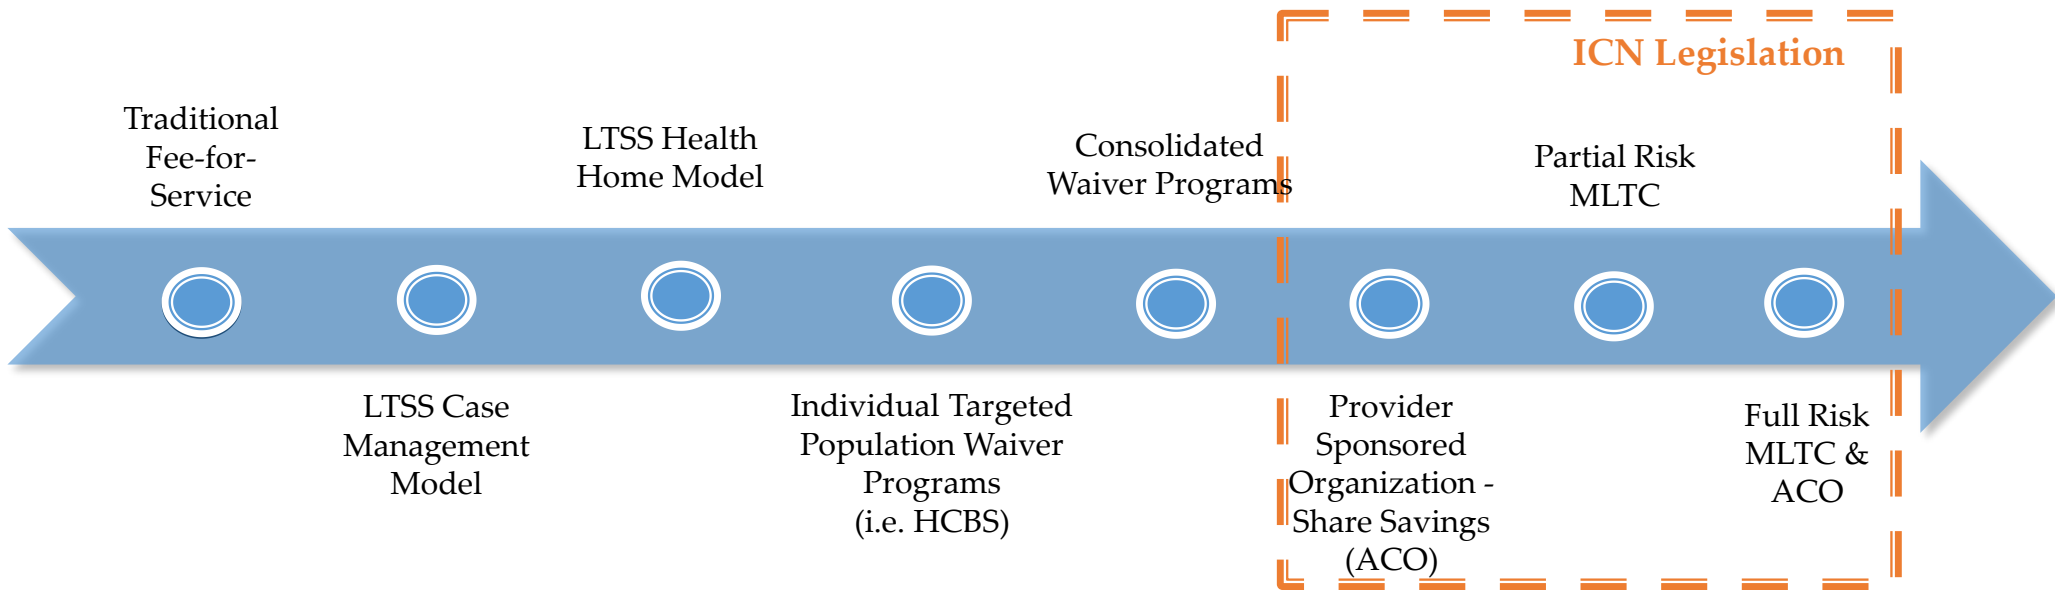 ICN Legislation
Traditional
Fee-for-
Service
LTSS Health
Home Model
Consolidated
Waiver Programs
Partial Risk
MLTC
LTSS Case
Management
Model
Individual Targeted
Population Waiver
Programs
(i.e. HCBS)
Provider
Sponsored
Organization -
Share Savings
(ACO)
Full Risk
MLTC &
ACO